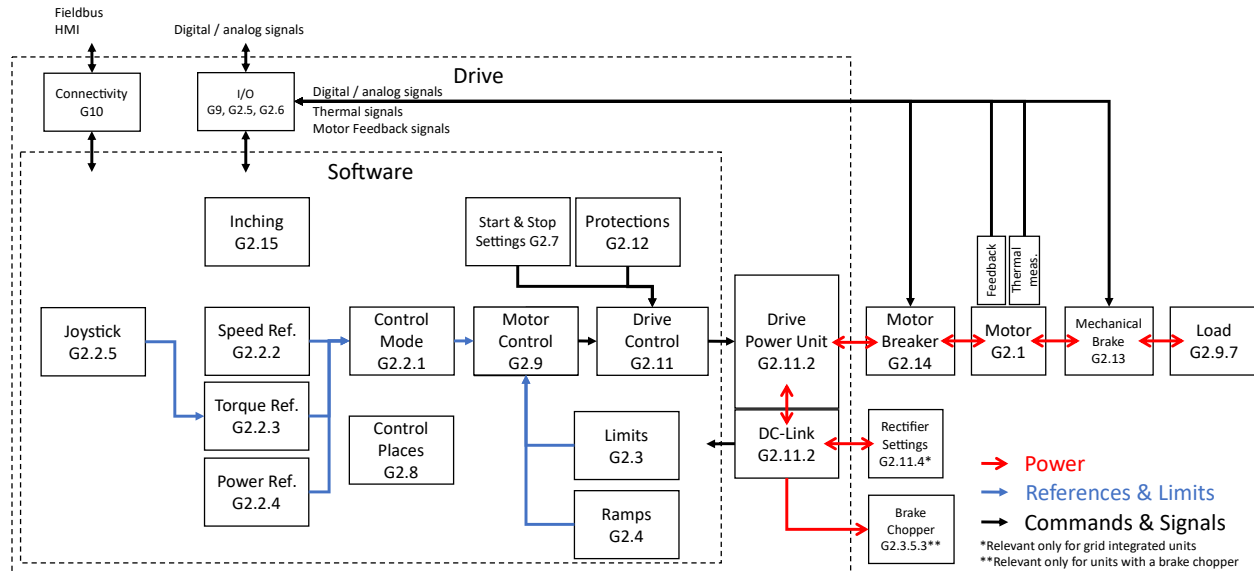 Fieldbus
HMI
Digital / analog signals
Drive
Connectivity
G10
I/O
G9, G2.5, G2.6
Digital / analog signals
Thermal signals
Motor Feedback signals
Software
Inching
G2.15
Start & Stop
Settings G2.7
Protections
G2.12
Feedback
Thermal
meas.
Joystick
G2.2.5
Speed Ref.
G2.2.2
Control
Mode
G2.2.1
Motor
Control
G2.9
Drive
Control
G2.11
Drive
Power Unit
G2.11.2
Motor
Breaker
G2.14
Motor
G2.1
Mechanical
Brake
G2.13
Load
G2.9.7
Torque Ref.
G2.2.3
Control
Places
G2.8
Limits
G2.3
DC-Link
G2.11.2
Rectifier
Settings
G2.11.4*
Power Ref.
G2.2.4
Ramps
G2.4
Brake
Chopper
G2.3.5.3**
Power
References & Limits
Commands & Signals
*Relevant only for grid integrated units
**Relevant only for units with a brake chopper